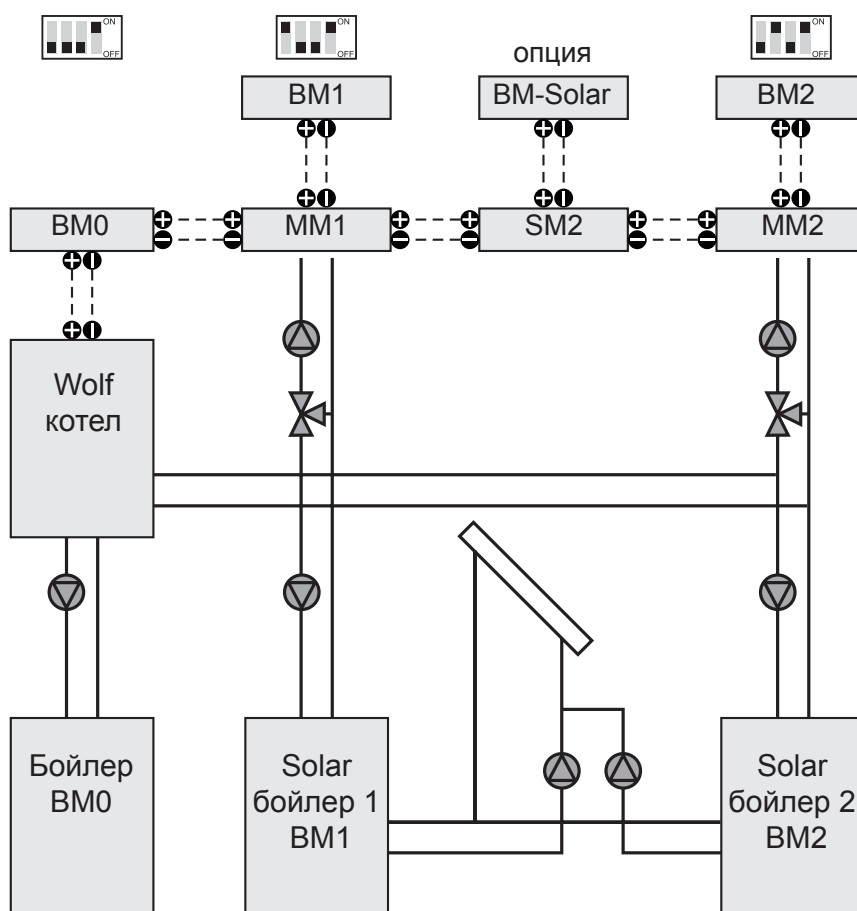 ON
OFF
ON
OFF
ON
OFF
опция
BM1
BM-Solar
BM2
BM0
MM1
SM2
MM2
Wolf
котел
Бойлер
BM0
Solar
бойлер 1
BM1
Solar
бойлер 2
BM2